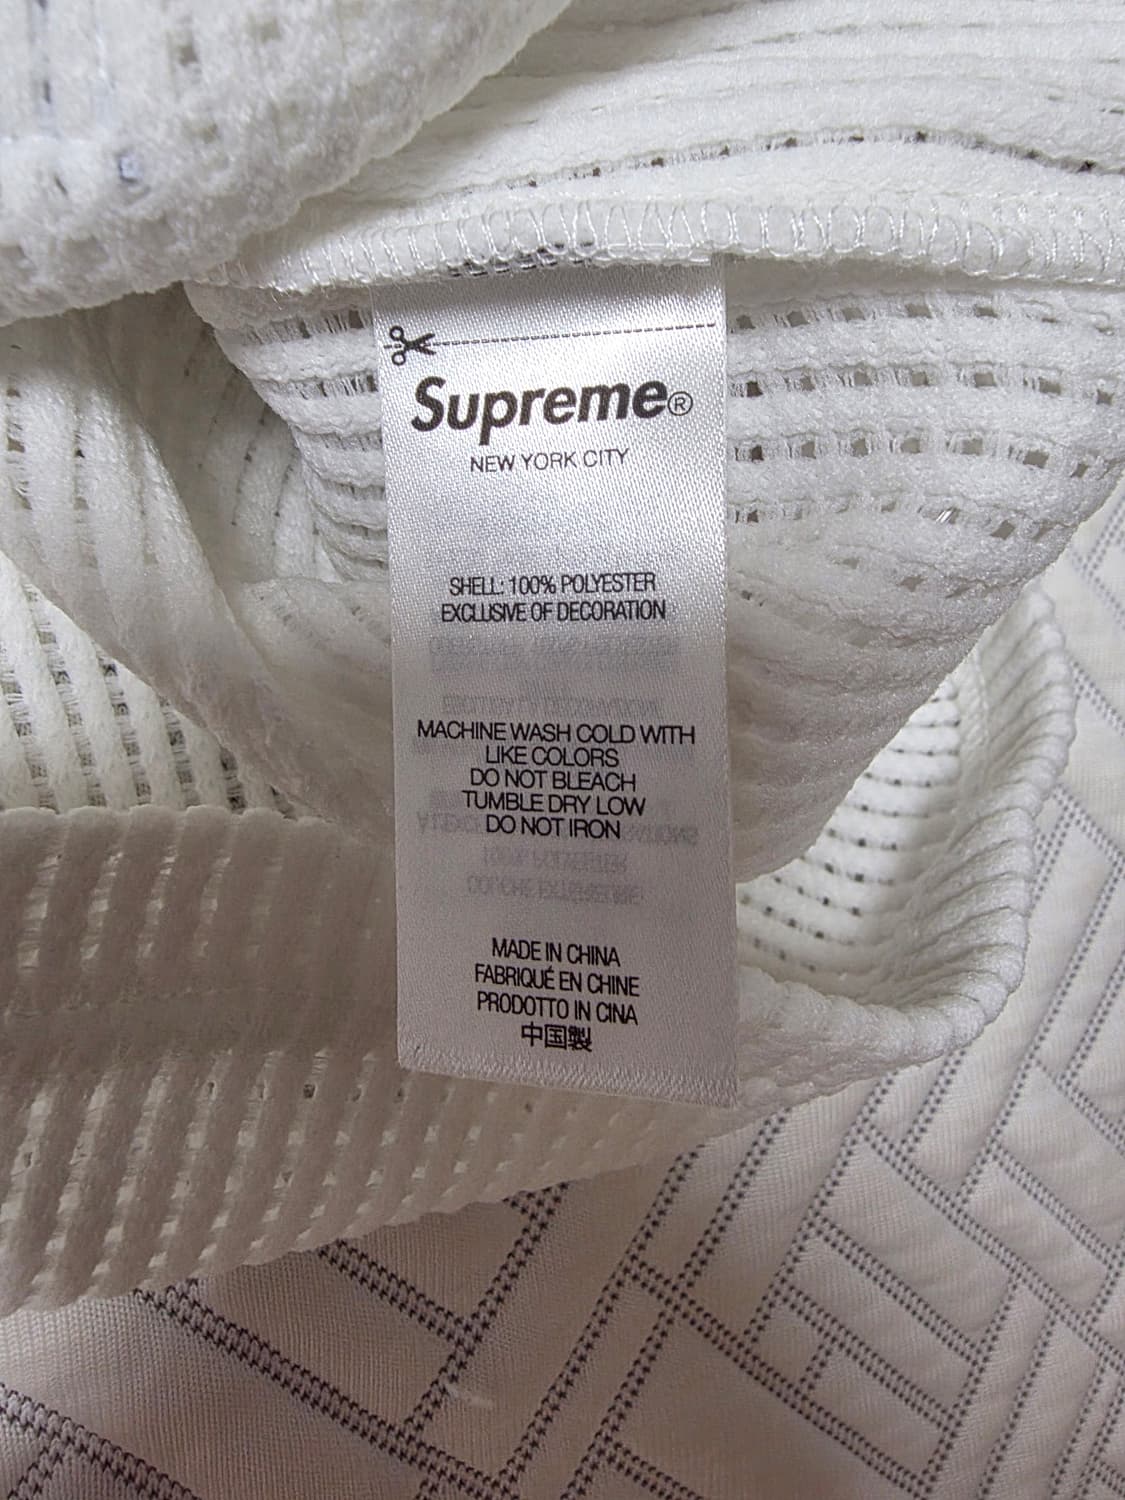 Supreme®
NEW YORK CITY
SHELL: 100% POLYESTER
EXCLUSIVE OF DECORATION
MACHINE WASH COLD WITH
LIKE COLORS
DO NOT BLEACH
TUMBLE DRY LOW
DO NOT IRON
MADE IN CHINA
FABRIQUÉ EN CHINE
PRODOTTO IN CINA
中国製